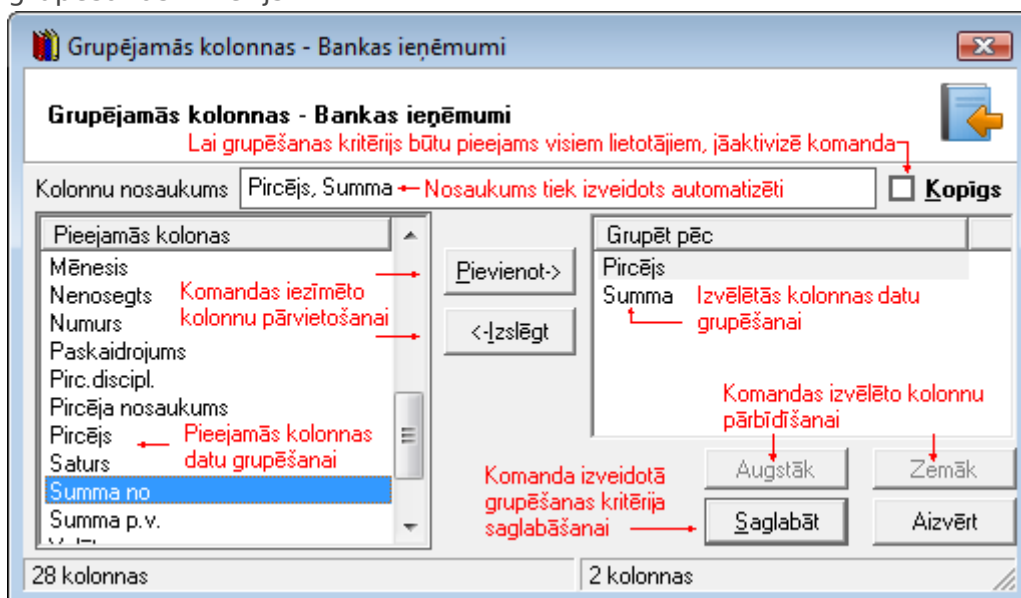 Grupējamās kolonnas - Bankas ieņēmumi
Grupējamās kolonnas - Bankas ieņēmumi
Lai grupēšanas kritērijs būtu pieejams visiem lietotājiem, jāaktivizē komanda
Kolonnu nosaukums Pircējs, Summa Nosaukums tiek izveidots automatizēti Kopīgs
Pieejamās kolonas
Mēnesis
Nenosegts
Numurs
Paskaidrojums
Pirc.discipl.
Pircēja nosaukums
Pircējs
Saturs
Summa no
Summa p.v.
Komandas iezīmēto
kolonnu pārvietošanai
Pieejamās kolonnas
datu grupēšanai
Pievienot->
<-Izslēgt
Grupēt pēc
Pircējs
Summa
Izvēlētās kolonnas datu
grupēšanai
Komandas izvēlēto kolonnu
pārbīdīšanai
Augstāk Zemāk
Komanda izveidotā
grupēšanas kritērija
saglabāšanai
Saglabāt Aizvērt
28 kolonnas 2 kolonnas